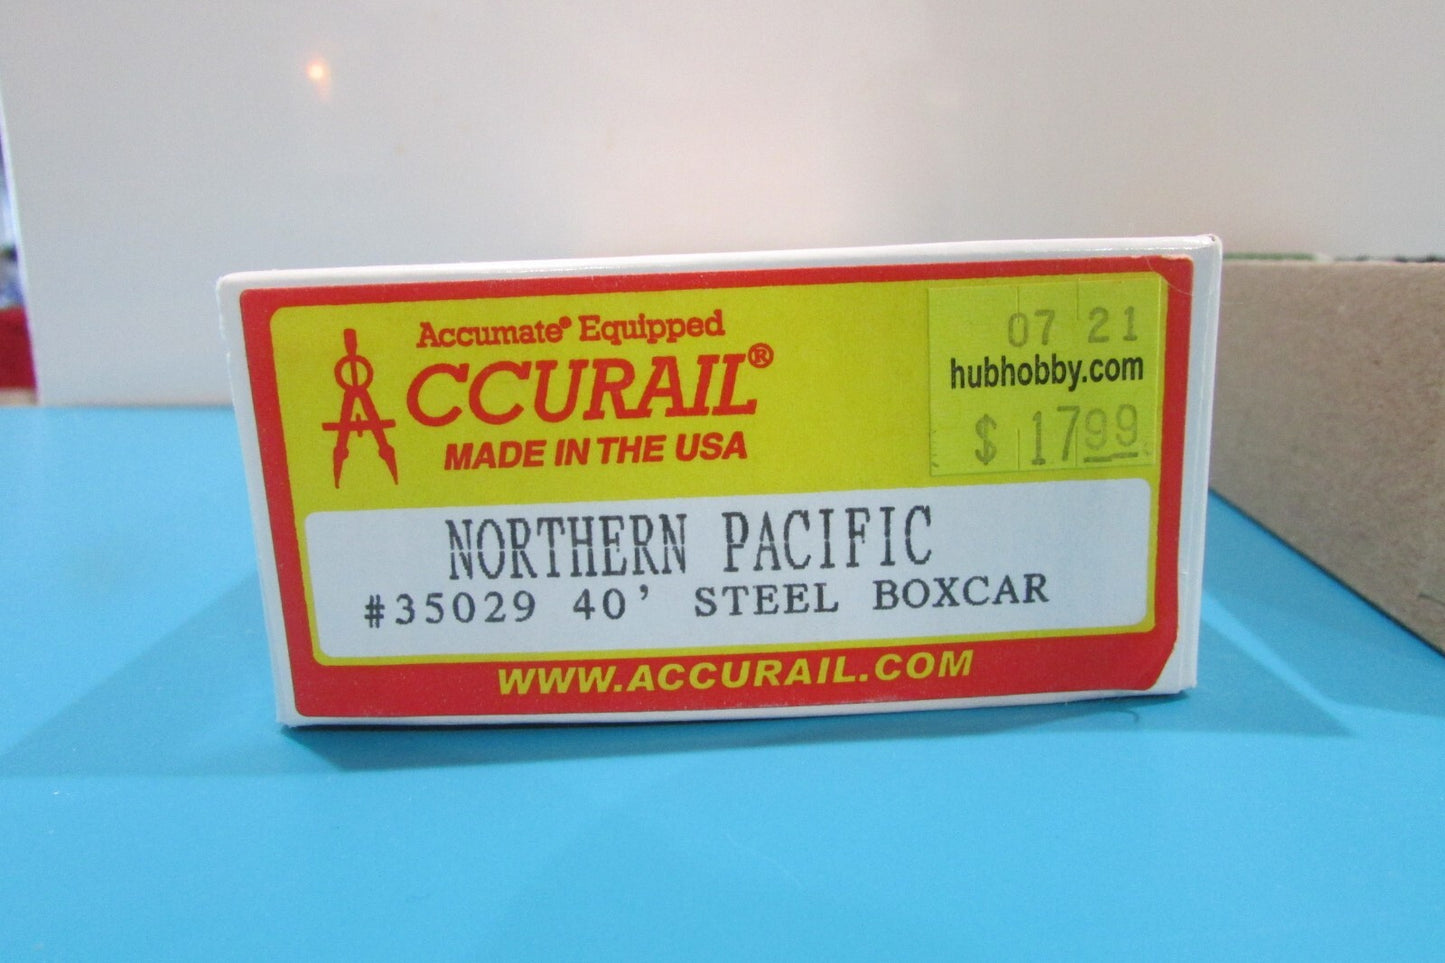 Accumate® Equipped
ACCURAIL®
MADE IN THE USA
07 21
hubhobby.com
$ 17.99
NORTHERN PACIFIC
#35029 40' STEEL BOXCAR
WWW.ACCURAIL.COM